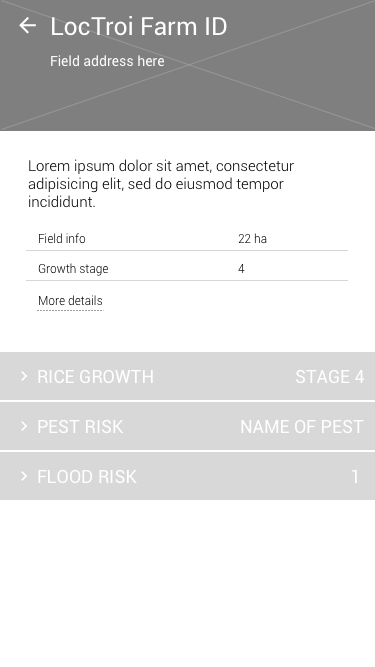 LocTroi Farm ID
Field address here
Lorem ipsum dolor sit amet, consectetur
adipisicing elit, sed do eiusmod tempor
incididunt.
Field info 22 ha
Growth stage 4
More details
RICE GROWTH STAGE 4
PEST RISK NAME OF PEST
FLOOD RISK 1